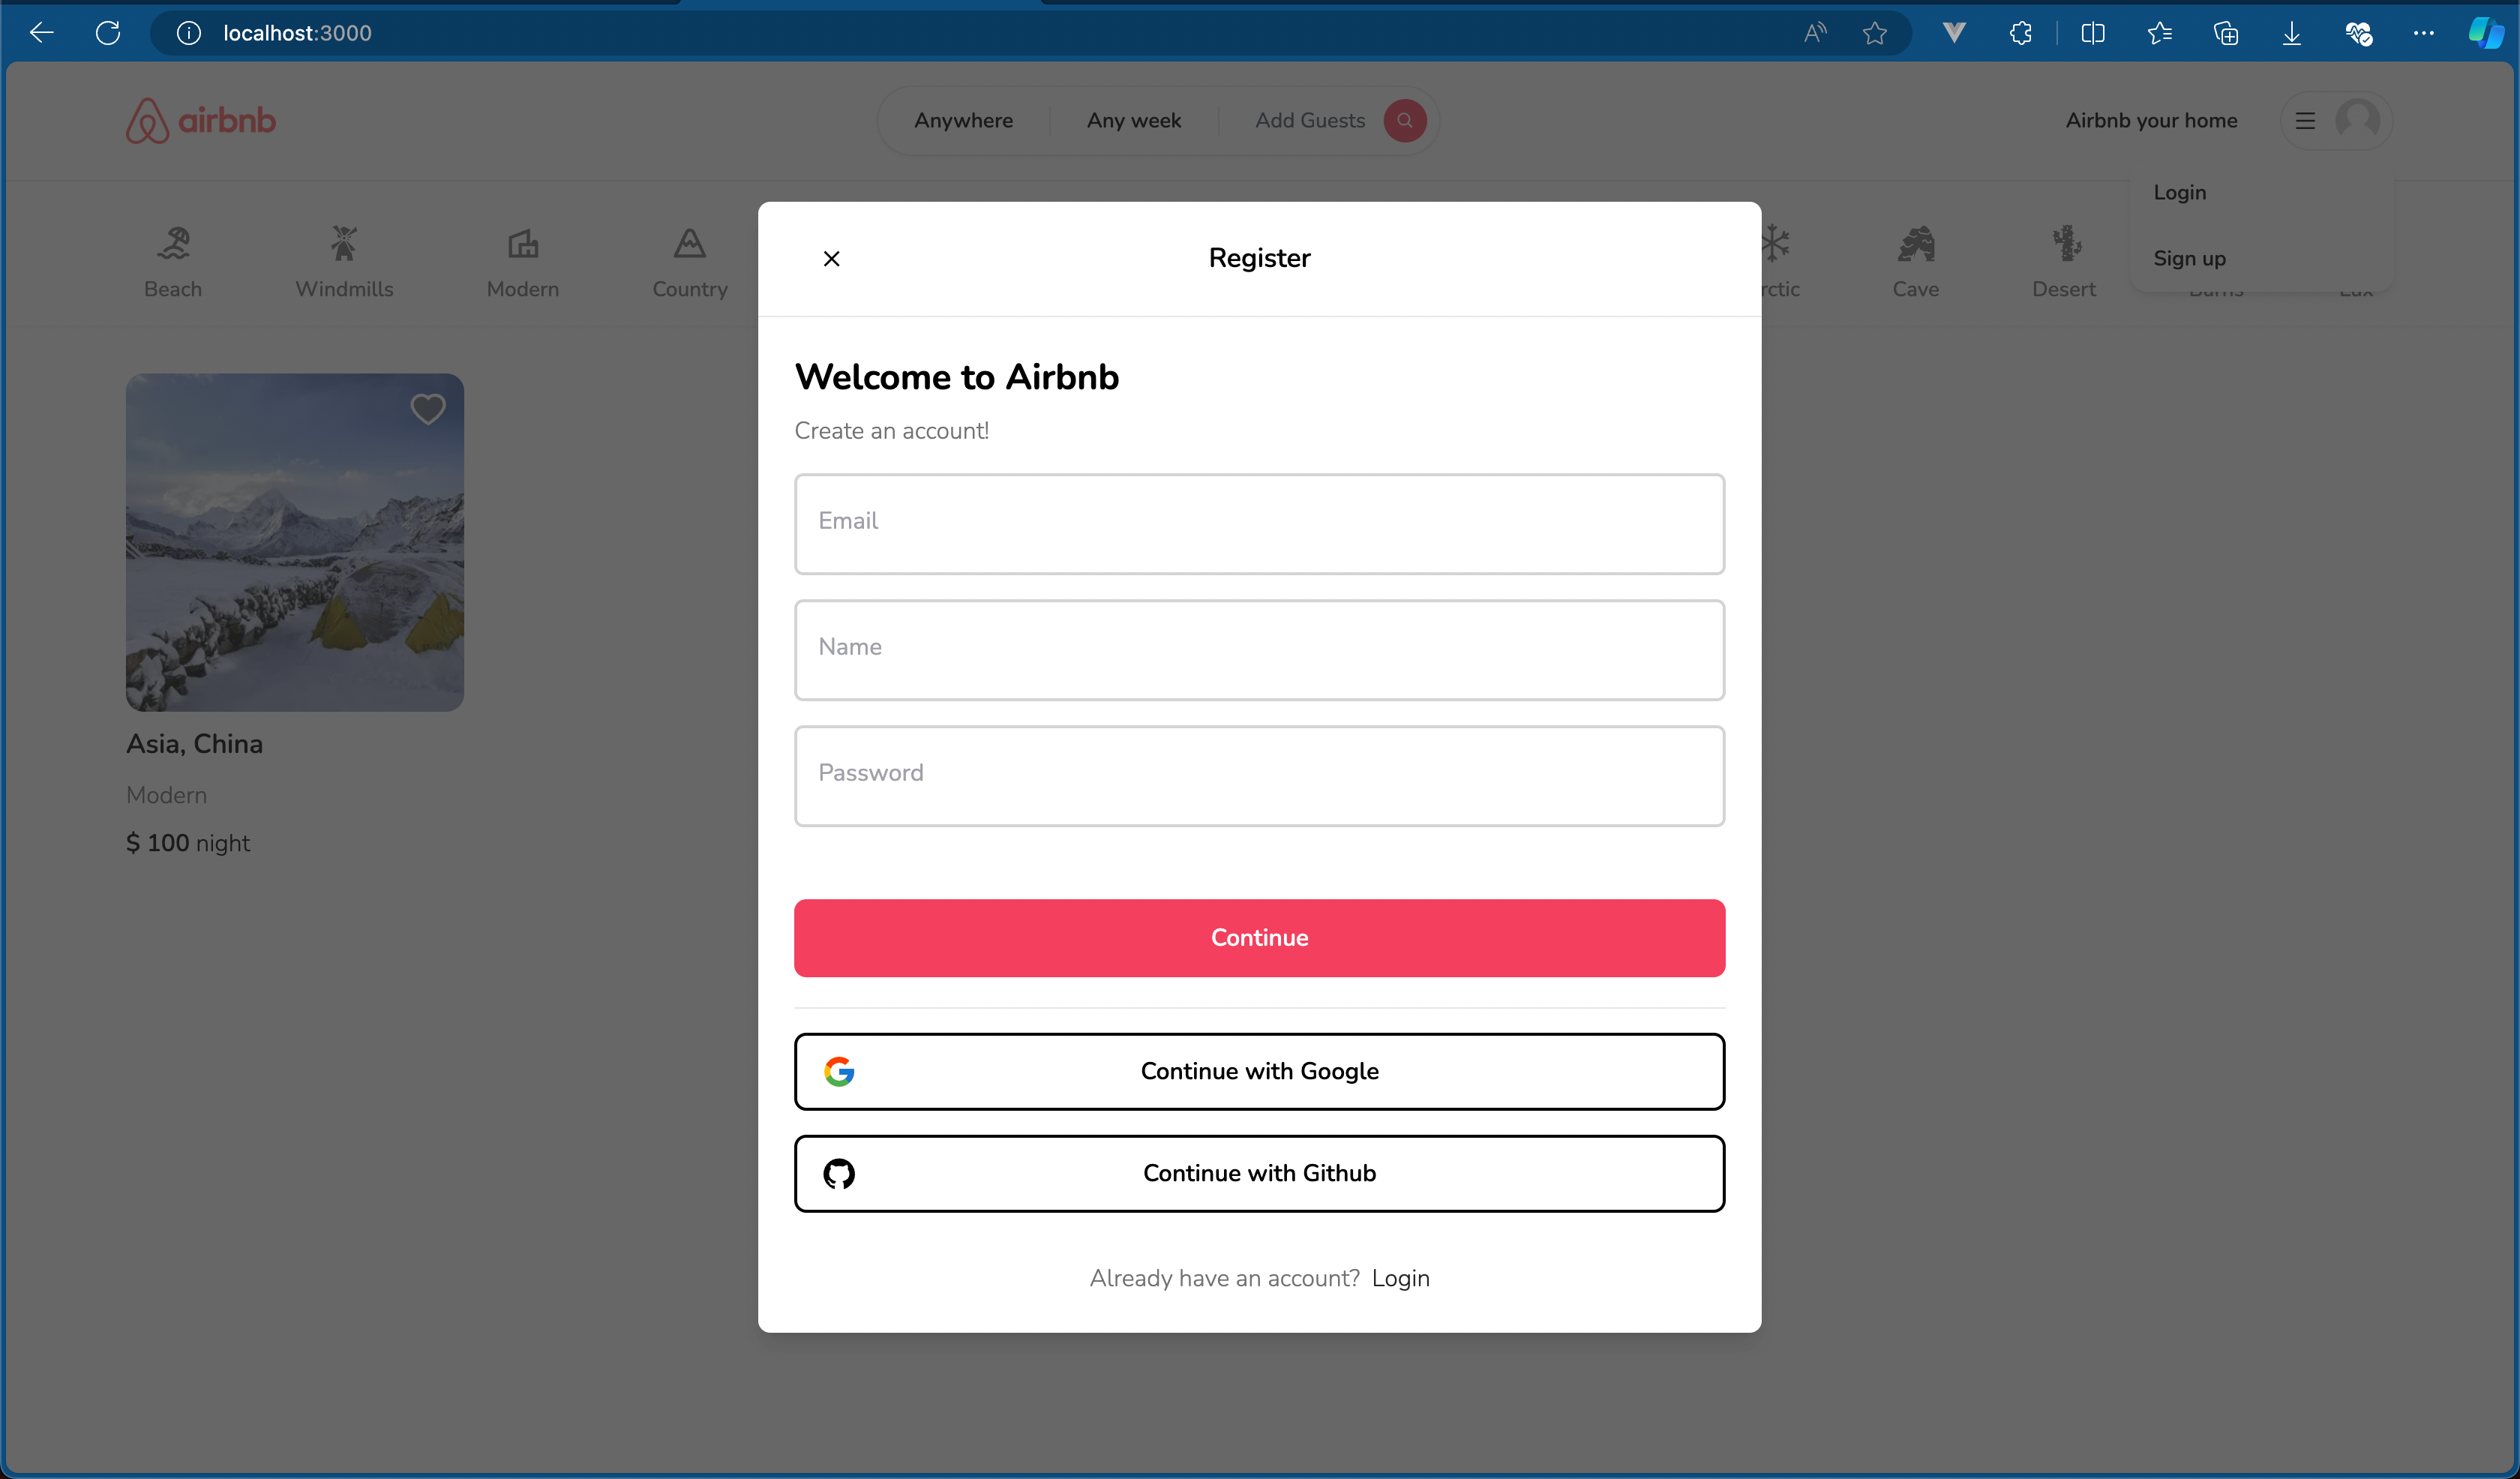 localhost:3000
airbnb
Anywhere Any week Add Guests
Airbnb your home
Login
Sign up
Beach Windmills Modern Country Cave Desert
Register
Welcome to Airbnb
Create an account!
Email
Name
Password
Continue
Continue with Google
Continue with Github
Already have an account? Login
Asia, China
Modern
$ 100 night